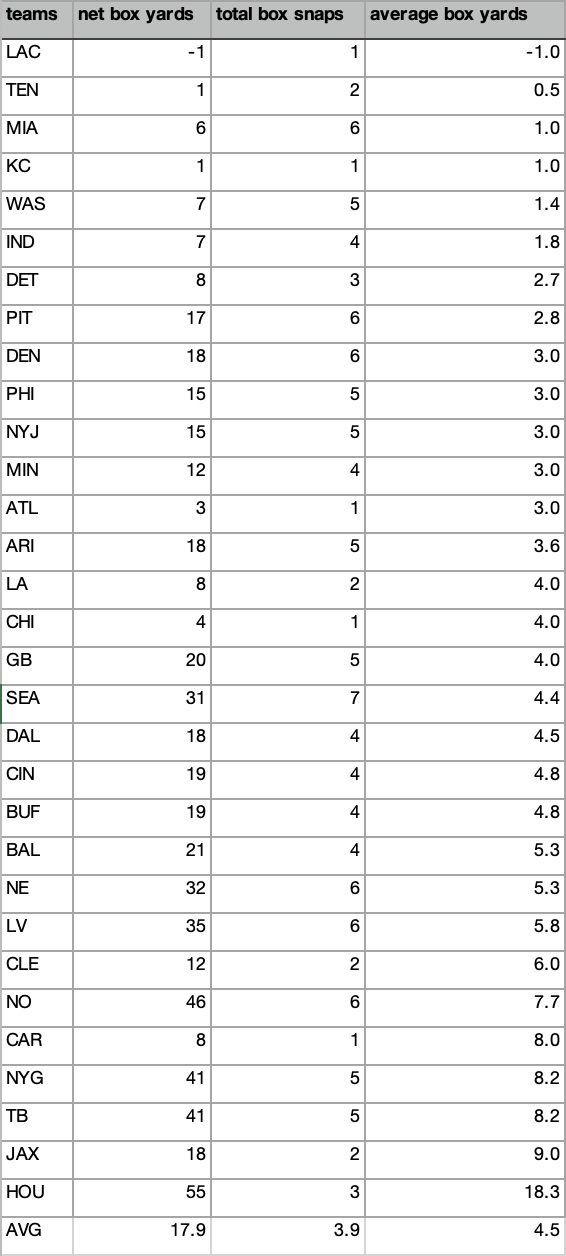 teams net box yards total box snaps average box yards
LAC -1 1 -1.0
TEN 1 2 0.5
MIA 6 6 1.0
KC 1 1 1.0
WAS 7 5 1.4
IND 7 4 1.8
DET 8 3 2.7
PIT 17 6 2.8
DEN 18 6 3.0
PHI 15 5 3.0
NYJ 15 5 3.0
MIN 12 4 3.0
ATL 3 1 3.0
ARI 18 5 3.6
LA 8 2 4.0
CHI 4 1 4.0
GB 20 5 4.0
SEA 31 7 4.4
DAL 18 4 4.5
CIN 19 4 4.8
BUF 19 4 4.8
BAL 21 4 5.3
NE 32 6 5.3
LV 35 6 5.8
CLE 12 2 6.0
NO 46 6 7.7
CAR 8 1 8.0
NYG 41 5 8.2
TB 41 5 8.2
JAX 18 2 9.0
HOU 55 3 18.3
AVG 17.9 3.9 4.5